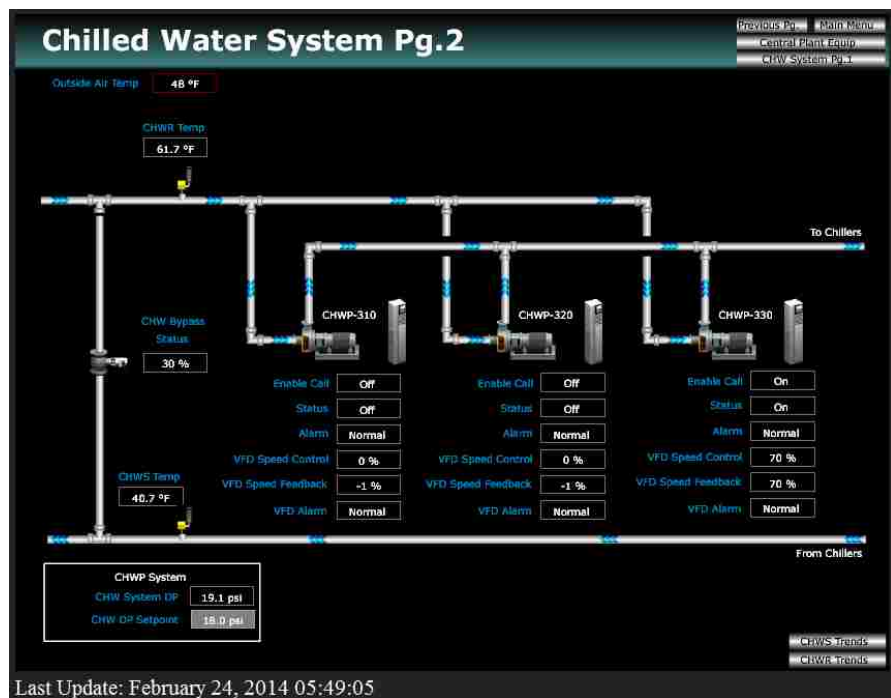 Chilled Water System Pg.2
Previous Pg. Main Menu
Central Plant Equip
CHW System Pg.1
Outside Air Temp 48 ºF
CHWR Temp
61.7 ºF
To Chillers
CHWP-310 CHWP-320 CHWP-330
CHW Bypass
Status
30 %
Enable Call Off Enable Call Off Enable Call On
Status Off Status Off Status On
Alarm Normal Alarm Normal Alarm Normal
VFD Speed Control 0 % VFD Speed Control 0 % VFD Speed Control 70 %
VFD Speed Feedback -1 % VFD Speed Feedback -1 % VFD Speed Feedback 70 %
VFD Alarm Normal VFD Alarm Normal VFD Alarm Normal
CHWS Temp
40.7 ºF
From Chillers
CHWP System
CHW System DP 19.1 psi
CHW DP Setpoint 18.0 psi
CHWS Trends
CHWR Trends
Last Update: February 24, 2014 05:49:05